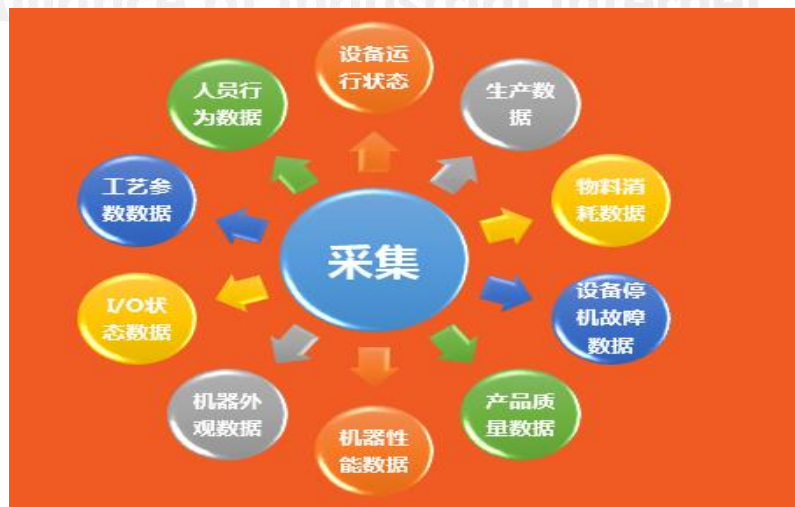 设备运
行状态
生产数
据
物料消
耗数据
设备停
机故障
数据
产品质
量数据
机器性
能数据
机器外
观数据
I/O状
态数据
工艺参
数数据
人员行
为数据
采集